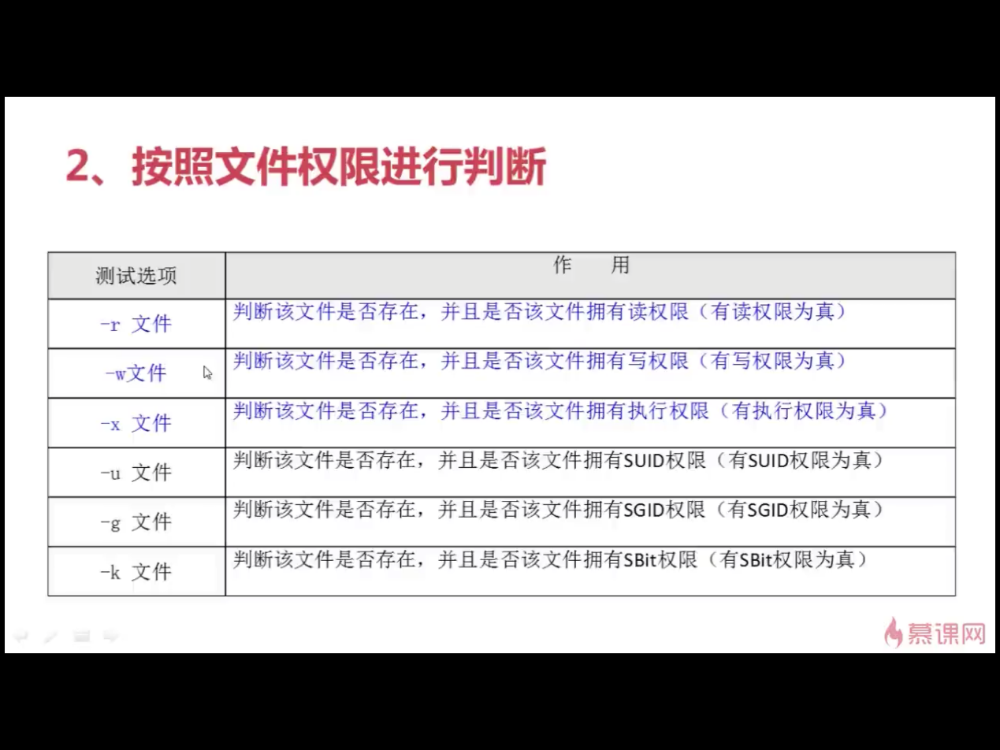 2、按照文件权限进行判断
测试选项 作 用
-r 文件 判断该文件是否存在，并且是否该文件拥有读权限（有读权限为真）
-w文件 判断该文件是否存在，并且是否该文件拥有写权限（有写权限为真）
-x 文件 判断该文件是否存在，并且是否该文件拥有执行权限（有执行权限为真）
-u 文件 判断该文件是否存在，并且是否该文件拥有SUID权限（有SUID权限为真）
-g 文件 判断该文件是否存在，并且是否该文件拥有SGID权限（有SGID权限为真）
-k 文件 判断该文件是否存在，并且是否该文件拥有SBit权限（有SBit权限为真）
慕课网